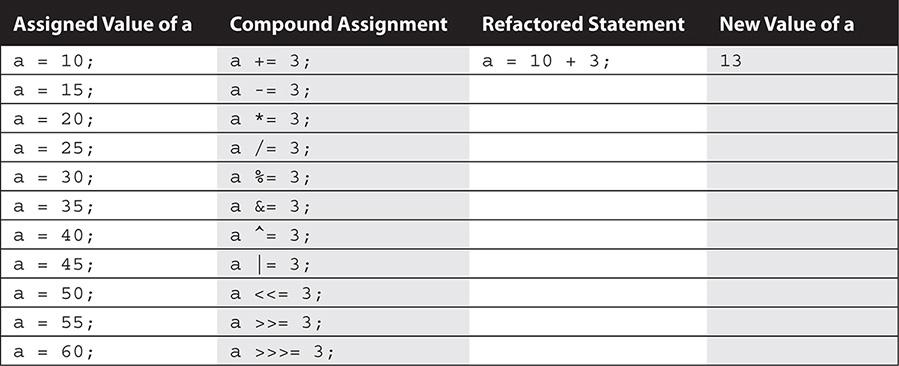 Assigned Value of a Compound Assignment Refactored Statement New Value of a
a = 10; a += 3; a = 10 + 3; 13
a = 15; a -= 3;
a = 20; a *= 3;
a = 25; a /= 3;
a = 30; a %= 3;
a = 35; a &= 3;
a = 40; a ^= 3;
a = 45; a |= 3;
a = 50; a <<= 3;
a = 55; a >>= 3;
a = 60; a >>>= 3;